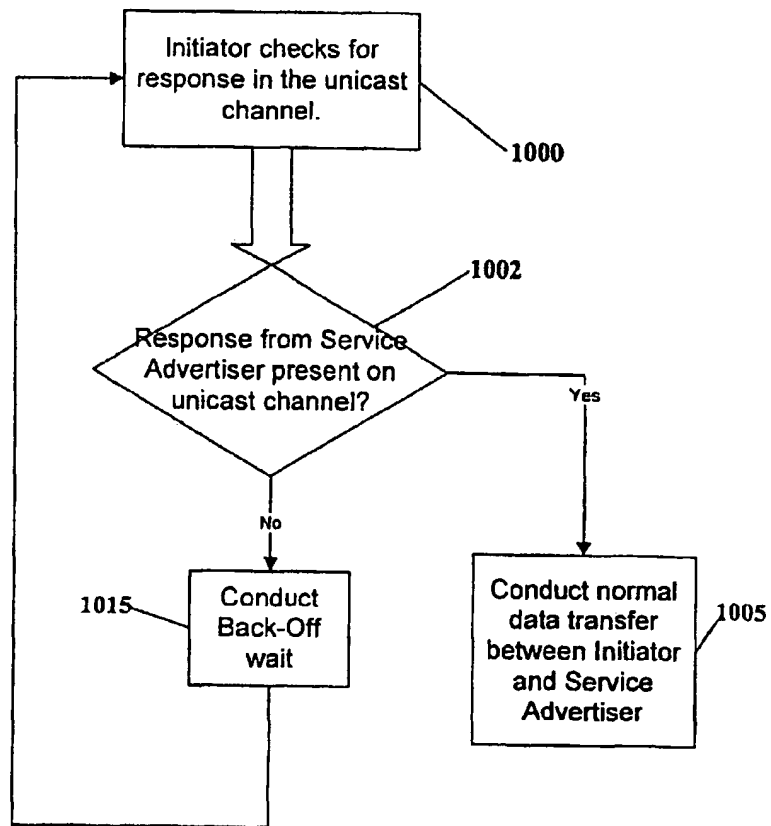 Initiator checks for
response in the unicast
channel.
1000
1002
Response from Service
Advertiser present on
unicast channel?
Yes
No
1015
Conduct
Back-Off
wait
Conduct normal
data transfer
between Initiator
and Service
Advertiser
1005